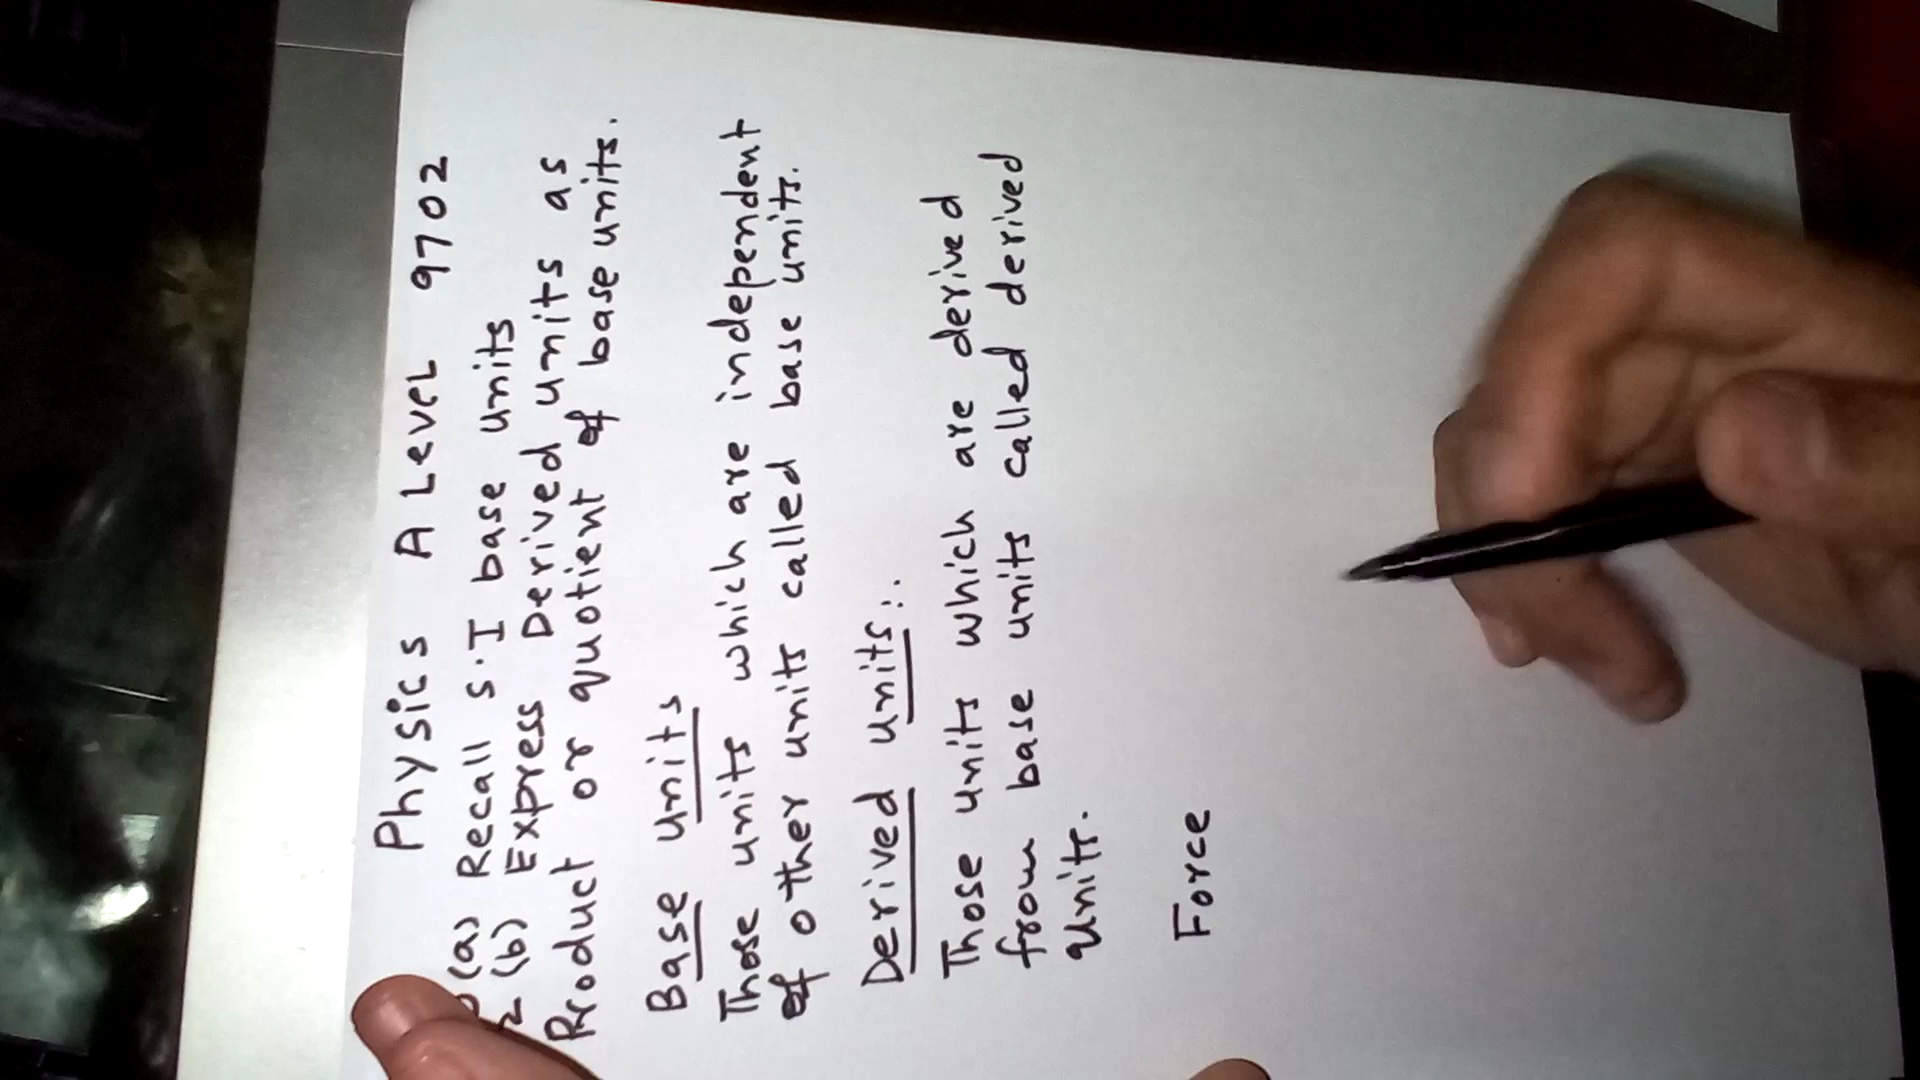 Physics A Level 9702
(a) Recall S.I base units
2 (b) Express Derived units as
Product or quotient of base units.
Base units
Those units which are independent
of other units called base units.
Derived units:.
Those units which are derived
from base units called derived
units.
Force